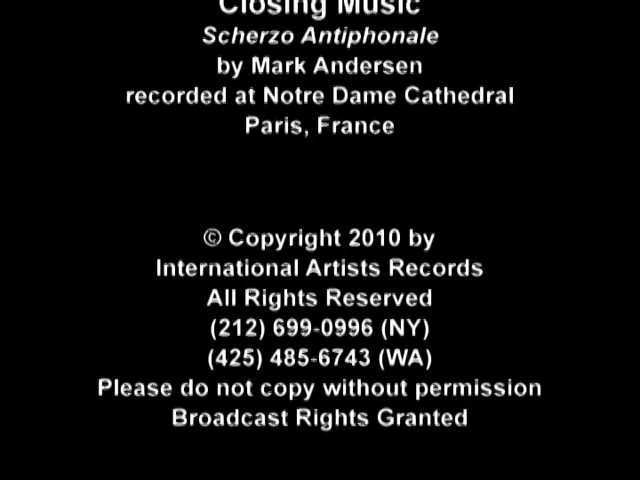 Closing Music
Scherzo Antiphonale
by Mark Andersen
recorded at Notre Dame Cathedral
Paris, France
© Copyright 2010 by
International Artists Records
All Rights Reserved
(212) 699-0996 (NY)
(425) 485-6743 (WA)
Please do not copy without permission
Broadcast Rights Granted